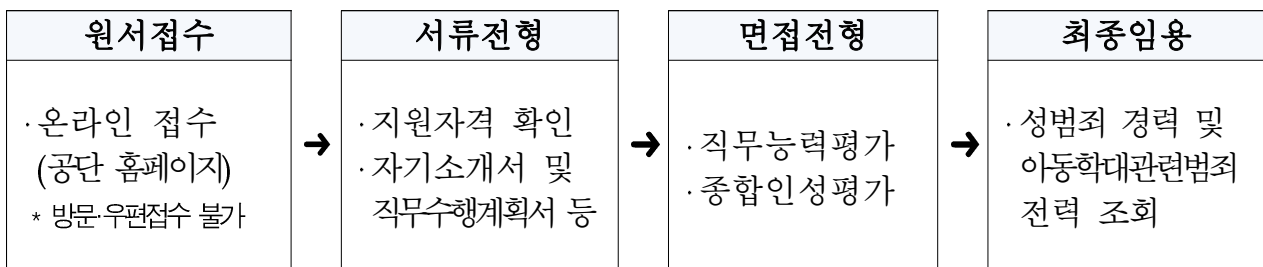 원서접수
· 온라인 접수
(공단 홈페이지)
* 방문·우편접수 불가
➜
서류전형
· 지원자격 확인
· 자기소개서 및
직무수행계획서 등
➜
면접전형
· 직무능력평가
· 종합인성평가
➜
최종임용
· 성범죄 경력 및
아동학대관련범죄
전력 조회